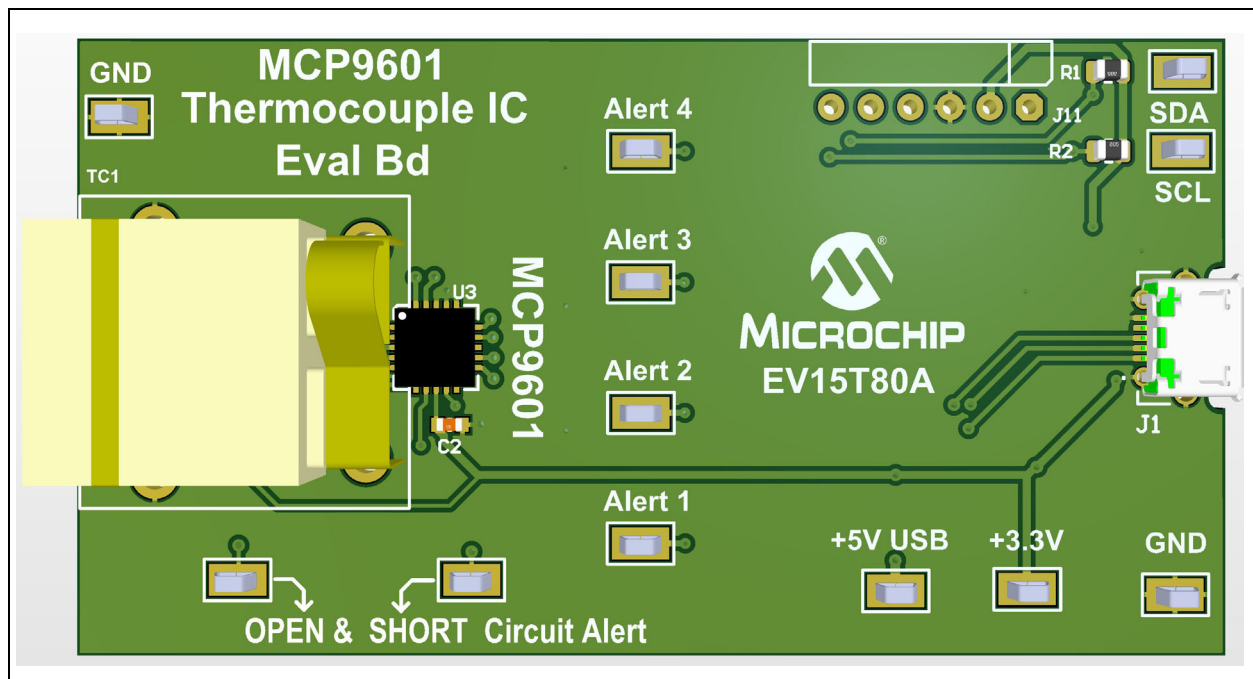 GND
MCP9601
Thermocouple IC
Eval Bd
TC1
Alert 4
R1
J11
SDA
R2
SCL
Alert 3
U3
MCP9601
®
MICROCHIP
EV15T80A
Alert 2
C2
J1
Alert 1
+5V USB
+3.3V
GND
OPEN & SHORT Circuit Alert